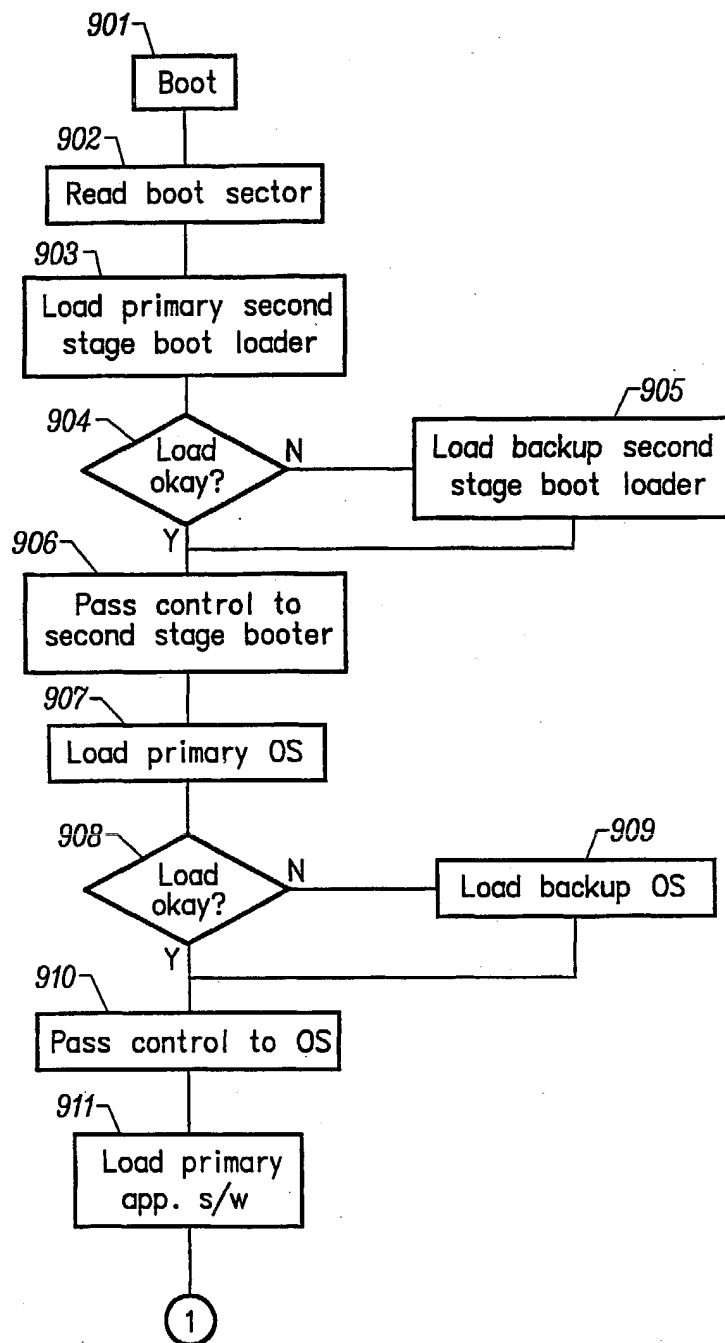 901
Boot
902
Read boot sector
903
Load primary second
stage boot loader
904
Load
okay?
N
Y
905
Load backup second
stage boot loader
906
Pass control to
second stage booter
907
Load primary OS
908
Load
okay?
N
Y
909
Load backup OS
910
Pass control to OS
911
Load primary
app. s/w
1